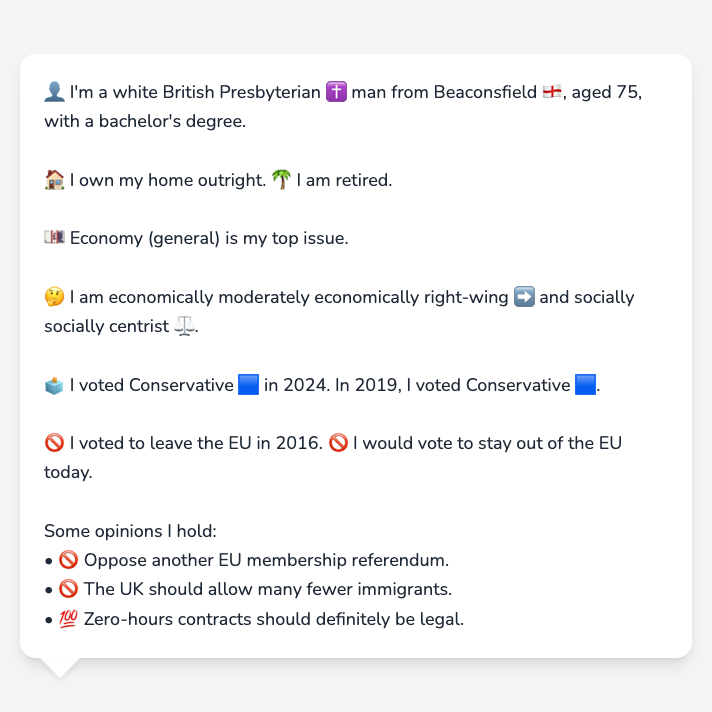 👤 I'm a white British Presbyterian ✝️ man from Beaconsfield 🏴󠁧󠁢󠁥󠁮󠁧󠁿, aged 75,
with a bachelor's degree.
🏠 I own my home outright. 🌴 I am retired.
💷 Economy (general) is my top issue.
🤔 I am economically moderately economically right-wing ➡️ and socially
socially centrist ⚖️.
🗳️ I voted Conservative 🟦 in 2024. In 2019, I voted Conservative 🟦.
🚫 I voted to leave the EU in 2016. 🚫 I would vote to stay out of the EU
today.
Some opinions I hold:
• 🚫 Oppose another EU membership referendum.
• 🚫 The UK should allow many fewer immigrants.
• 💯 Zero-hours contracts should definitely be legal.